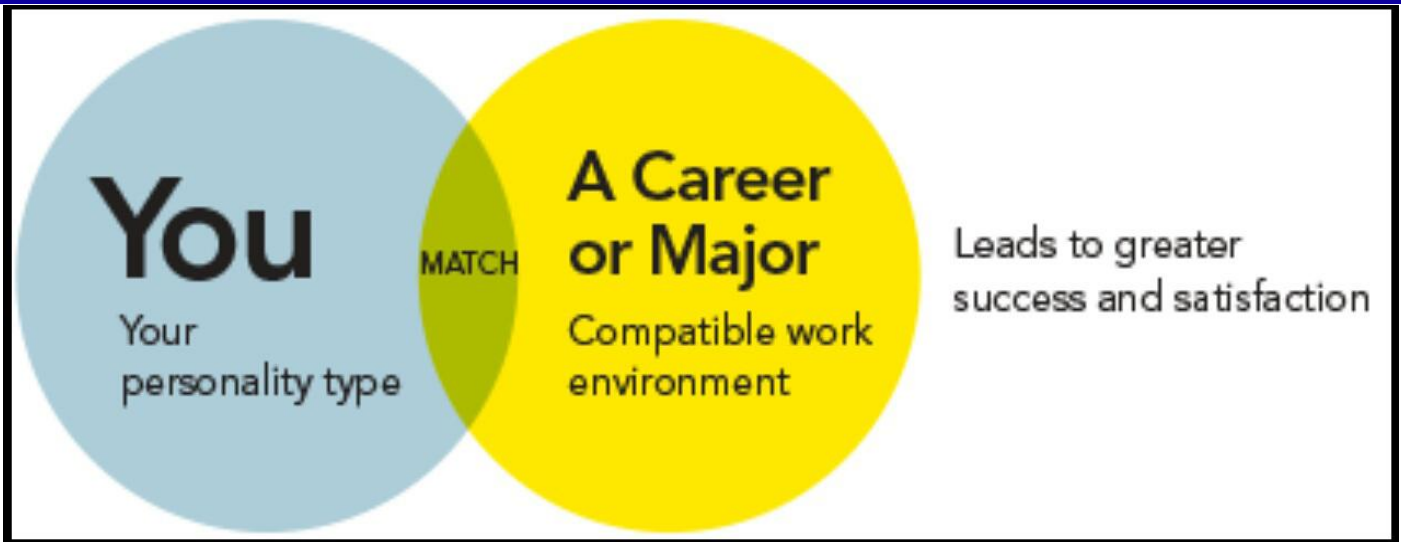 You
Your
personality type
MATCH
A Career
or Major
Compatible work
environment
Leads to greater
success and satisfaction